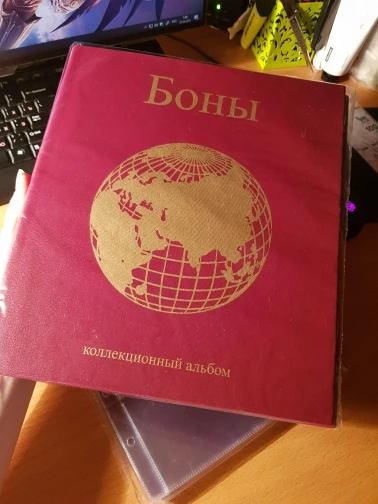 Боны
коллекционный альбом